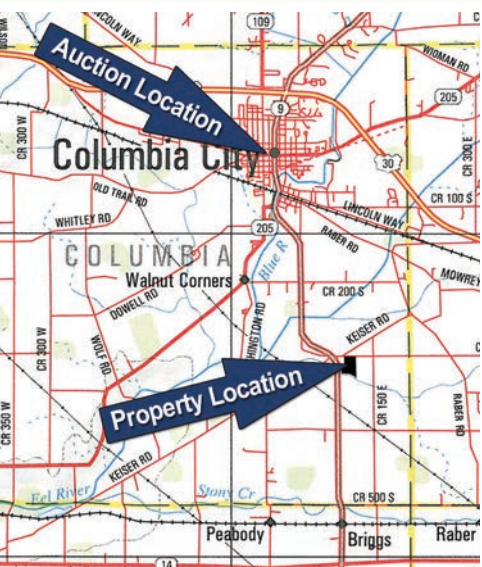 LINCOLN WAY
109
WIDMAN RD
Auction Location
9
205
CR 300 W
Columbia City
30
CR 300 E
OLD TRAIL RD
CR 100 S
LINCOLN WAY
WHITLEY RD
205
RABER RD
COLUMBIA
Blue R
Walnut Corners
MOWREY
DOWELL RD
CR 200 S
HINGTON RD
KEISER RD
CR 300 W
WOLF RD
Property Location
CR 150 E
RABER RD
CR 350 W
KEISER RD
Eel River
Stony Cr
CR 500 S
Peabody
Briggs
Raber
14